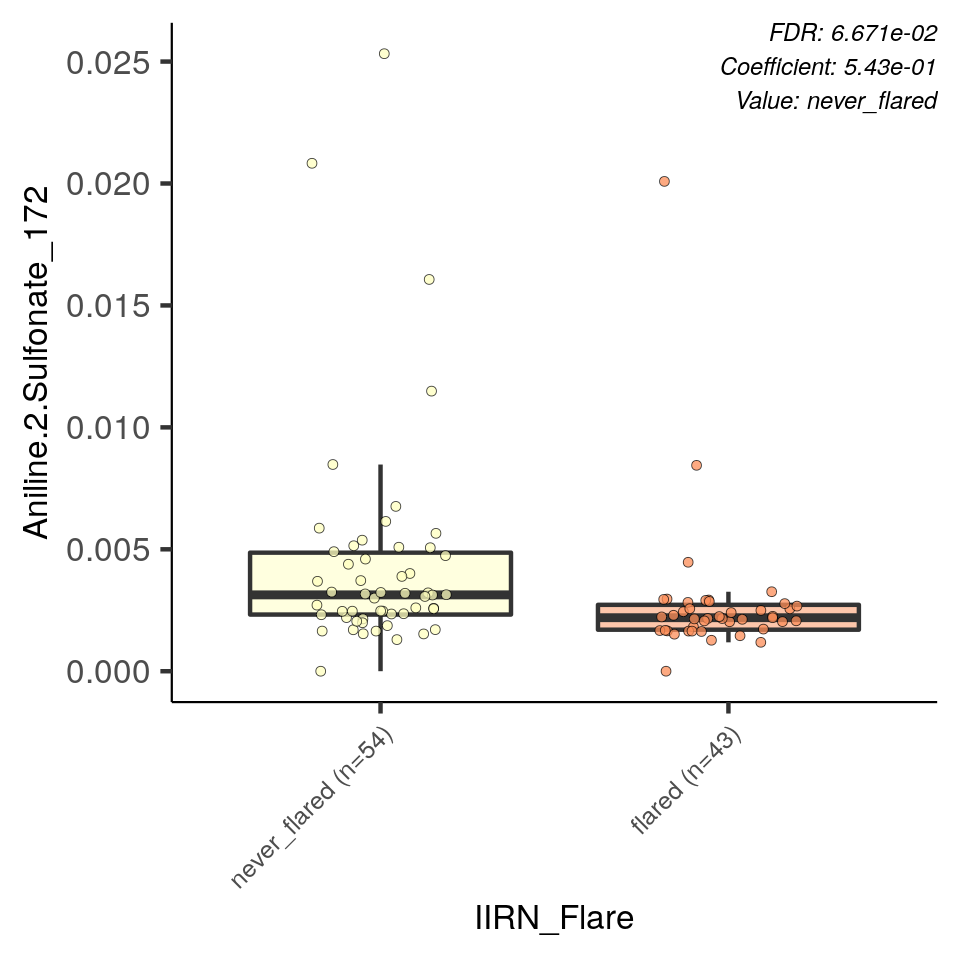 FDR: 6.671e-02
Coefficient: 5.43e-01
Value: never_flared
Aniline.2.Sulfonate_172
0.025
0.020
0.015
0.010
0.005
0.000
never_flared (n=54)
flared (n=43)
IIRN_Flare